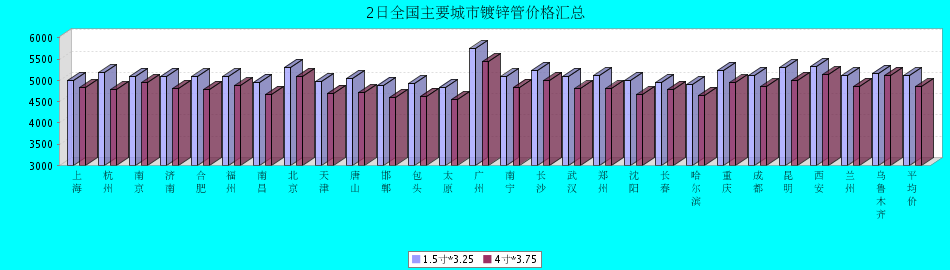 2日全国主要城市镀锌管价格汇总
6000
5500
5000
4500
4000
3500
3000
上海
杭州
南京
济南
合肥
福州
南昌
北京
天津
唐山
邯郸
包头
太原
广州
南宁
长沙
武汉
郑州
沈阳
长春
哈尔滨
重庆
成都
昆明
西安
兰州
乌鲁木齐
平均价
1.5寸*3.25
4寸*3.75